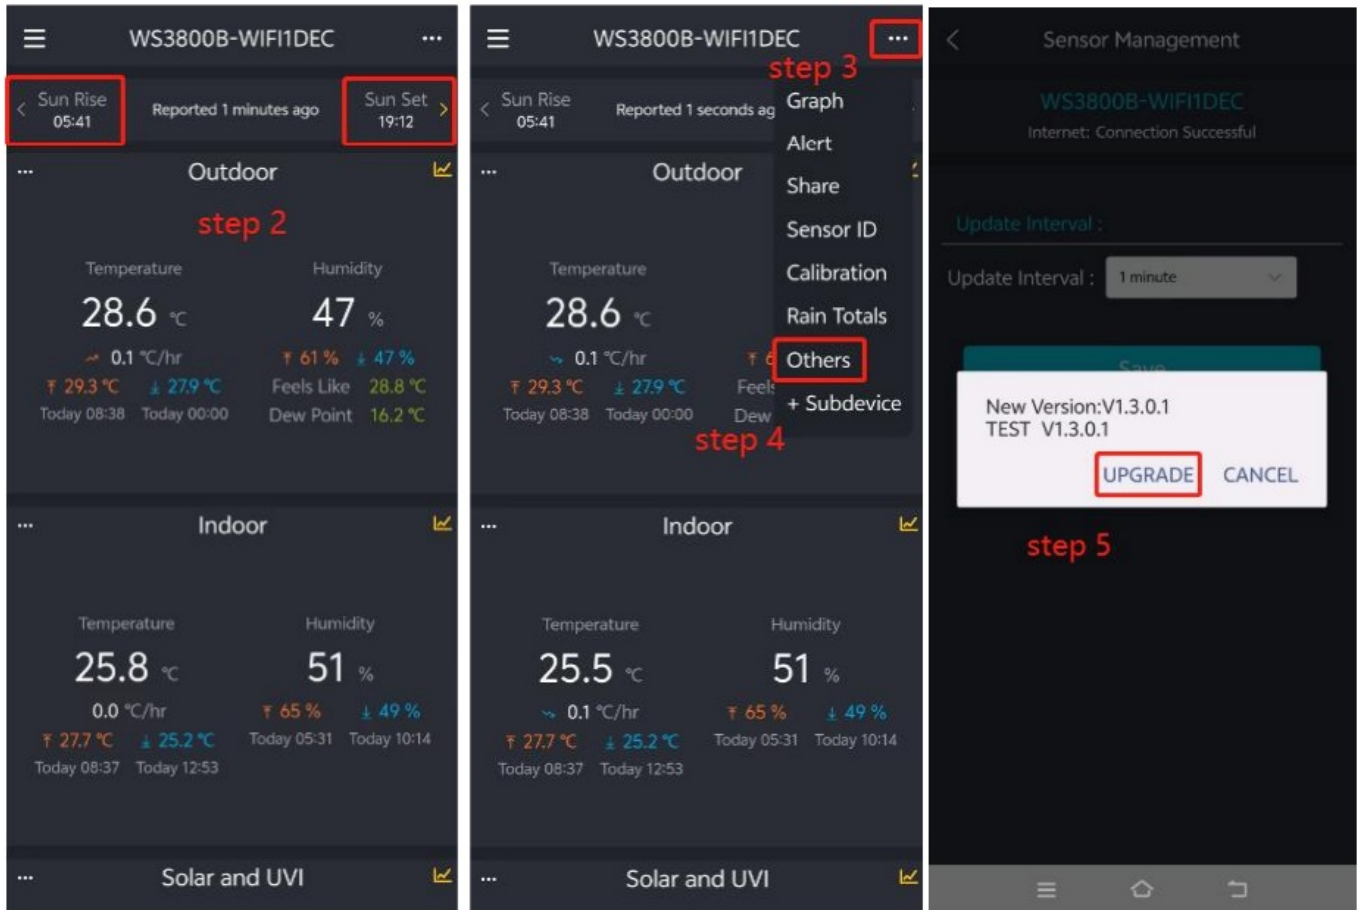 WS3800B-WIFI1DEC
Sun Rise
05:41
Reported 1 minutes ago
Sun Set
19:12
Outdoor
step 2
Temperature Humidity
28.6 ℃ 47 %
0.1 ℃/hr 61 % 47 %
29.3 ℃ 27.9 ℃ Feels Like 28.8 ℃
Today 08:38 Today 00:00 Dew Point 16.2 ℃
Indoor
Temperature Humidity
25.8 ℃ 51 %
0.0 ℃/hr 65 % 49 %
27.7 ℃ 25.2 ℃ Today 05:31 Today 10:14
Today 08:37 Today 12:53
Solar and UVI
WS3800B-WIFI1DEC
step 3
Sun Rise
05:41
Reported 1 seconds ag
Graph
Alert
Share
Sensor ID
Calibration
Rain Totals
Others
+ Subdevice
Outdoor
Temperature
28.6 ℃
0.1 ℃/hr 6
29.3 ℃ 27.9 ℃ Feels
Today 08:38 Today 00:00 Dew
step 4
Indoor
Temperature Humidity
25.5 ℃ 51 %
0.1 ℃/hr 65 % 49 %
27.7 ℃ 25.2 ℃ Today 05:31 Today 10:14
Today 08:37 Today 12:53
Solar and UVI
Sensor Management
WS3800B-WIFI1DEC
Internet: Connection Successful
Update Interval :
Update Interval : 1 minute
Save
New Version:V1.3.0.1
TEST V1.3.0.1
UPGRADE CANCEL
step 5